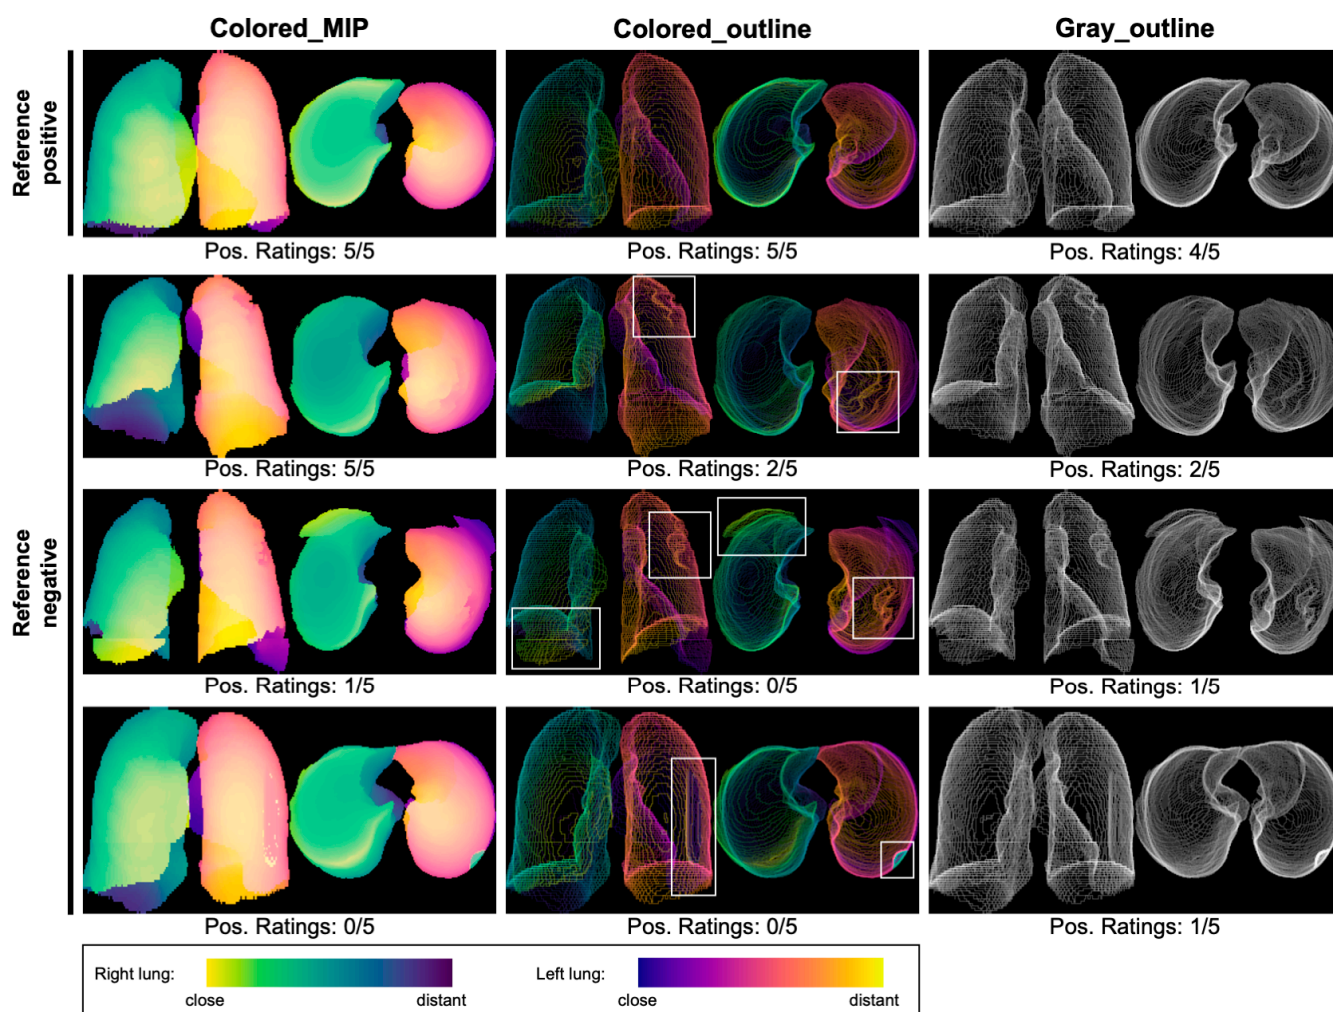 Colored_MIP Colored_outline Gray_outline
Reference
positive
Pos. Ratings: 5/5 Pos. Ratings: 5/5 Pos. Ratings: 4/5
Reference
negative
Pos. Ratings: 5/5 Pos. Ratings: 2/5 Pos. Ratings: 2/5
Pos. Ratings: 1/5 Pos. Ratings: 0/5 Pos. Ratings: 1/5
Pos. Ratings: 0/5 Pos. Ratings: 0/5 Pos. Ratings: 1/5
Right lung: Left lung:
close distant close distant